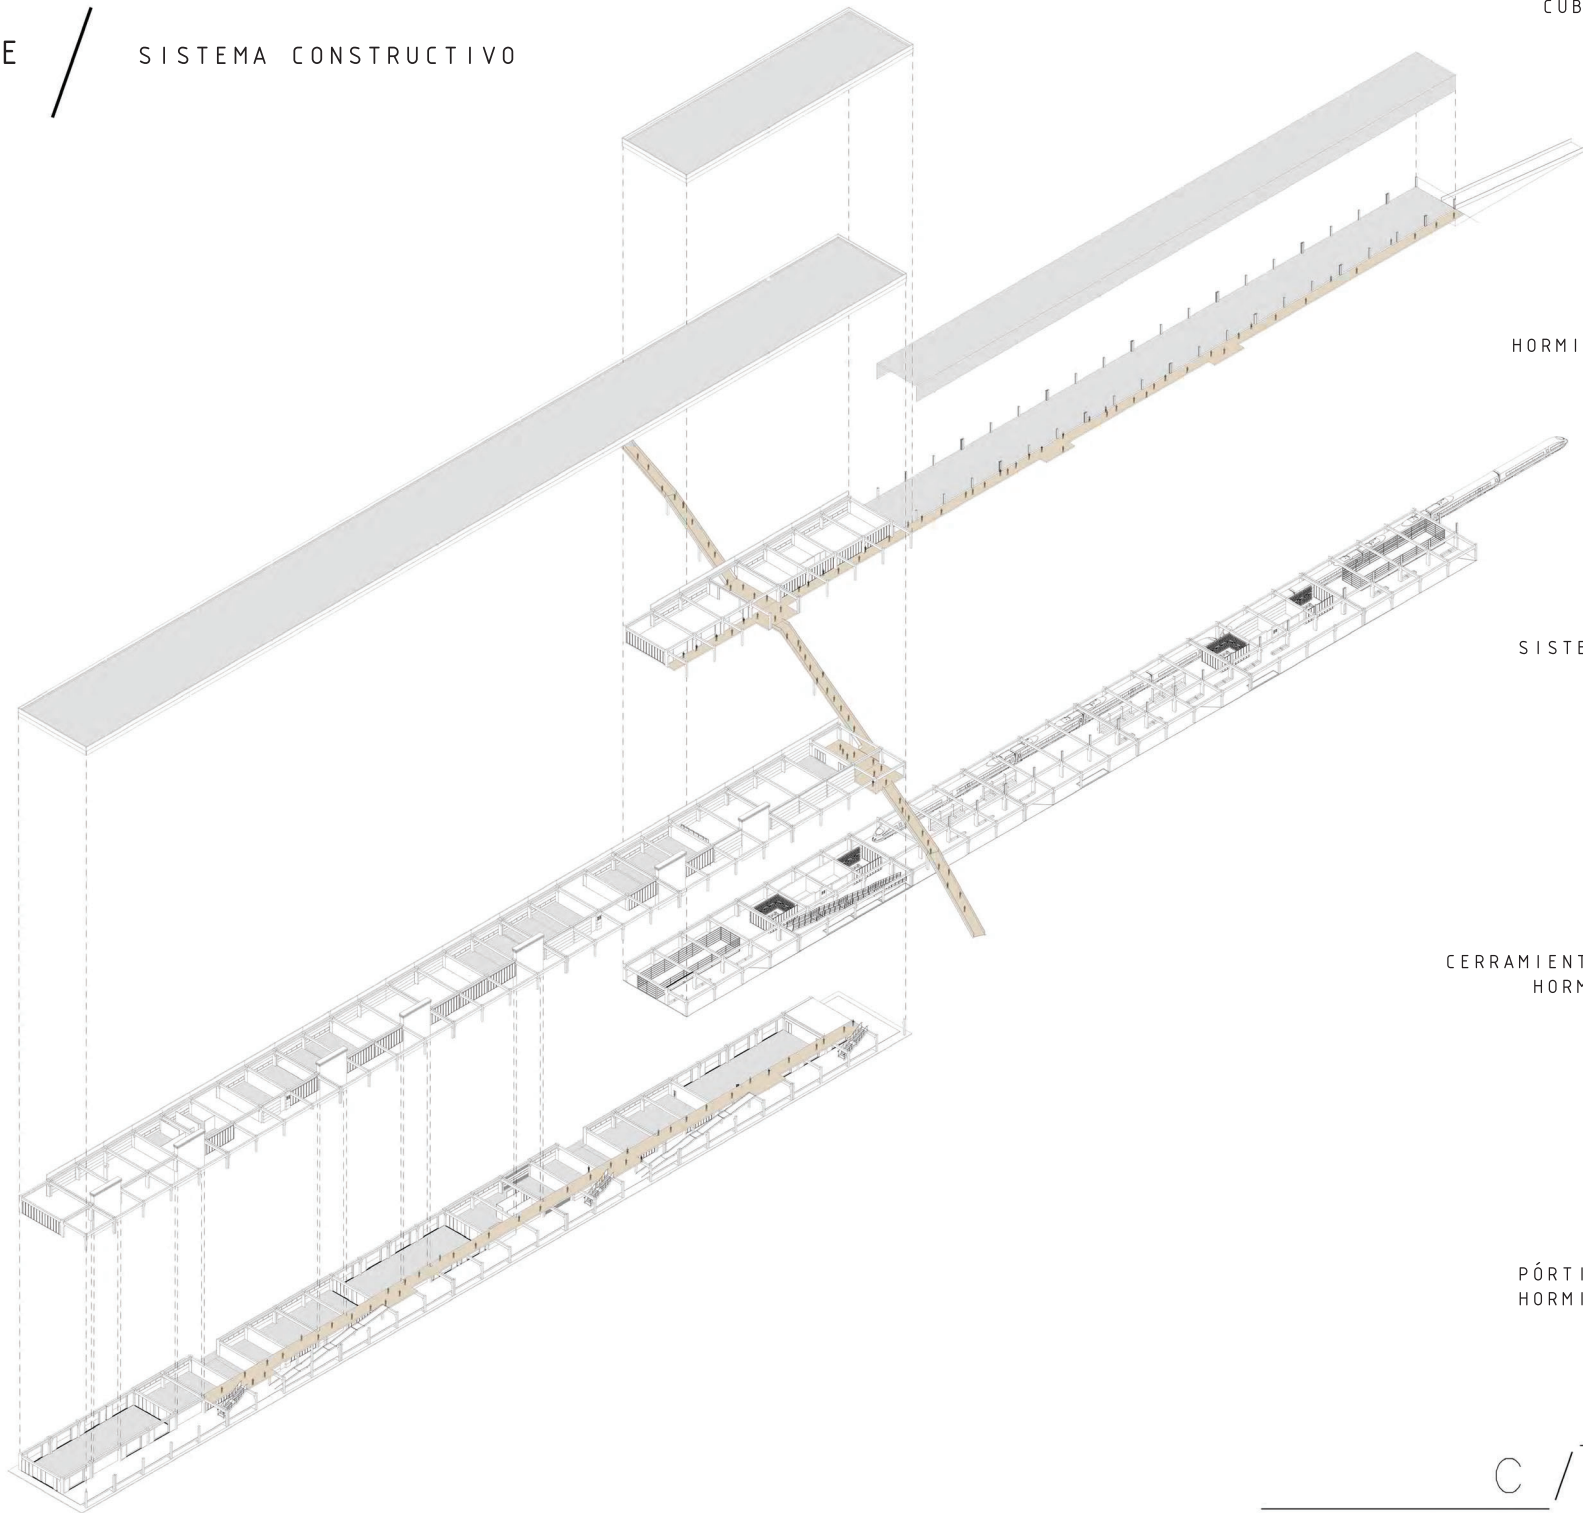 E / SISTEMA CONSTRUCTIVO
CUB
HORMI
SISTE
CERRAMIENT
HORM
PÓRTI
HORMI
C /